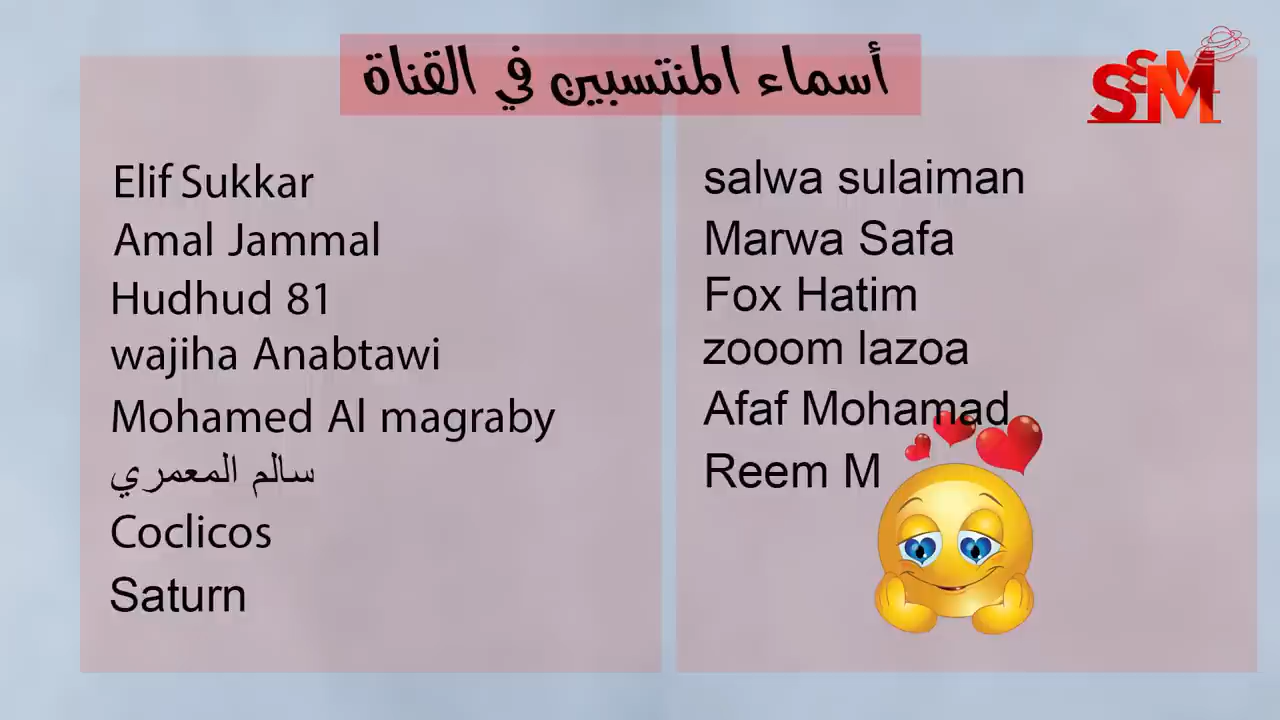 أسماء المنتسبين في القناة
S&M
Elif Sukkar
Amal Jammal
Hudhud 81
wajiha Anabtawi
Mohamed Al magraby
سالم المعمري
Coclicos
Saturn
salwa sulaiman
Marwa Safa
Fox Hatim
zooom lazoa
Afaf Mohamad
Reem M